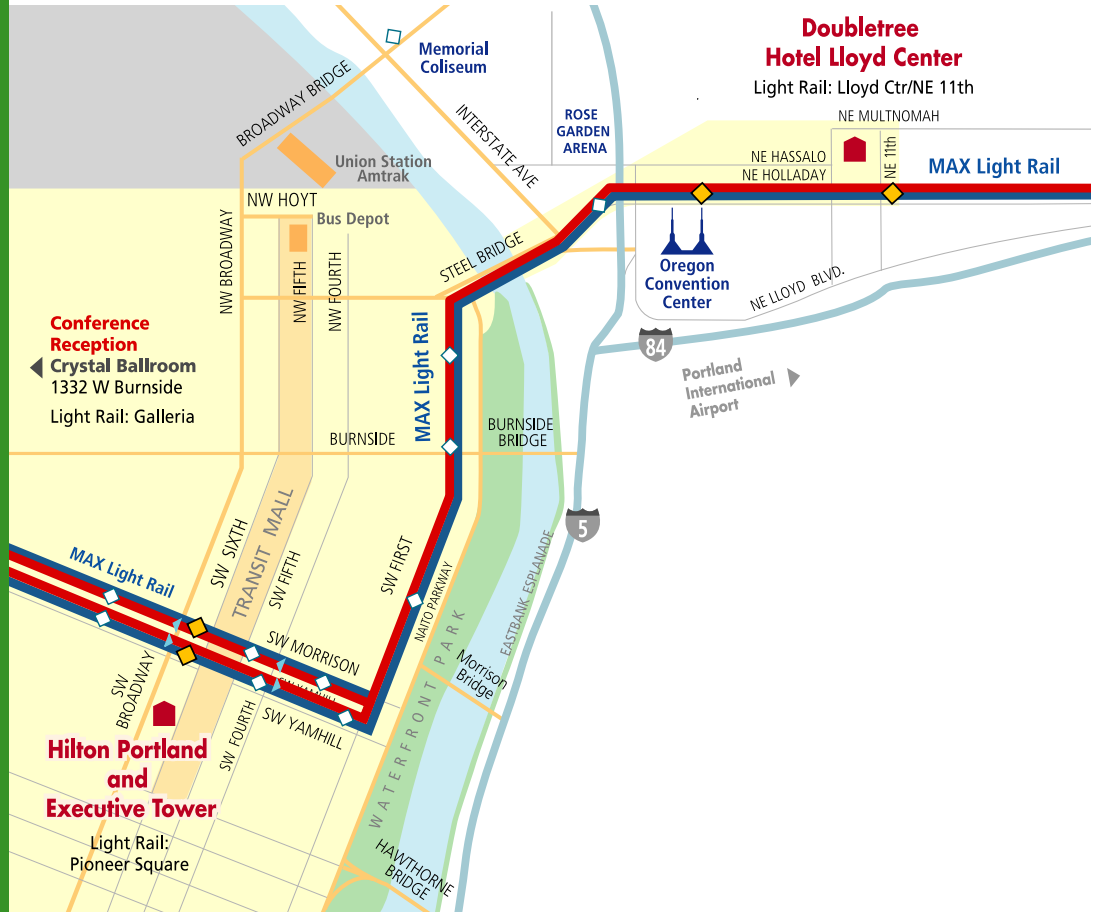 Doubletree
Hotel Lloyd Center
Light Rail: Lloyd Ctr/NE 11th
Memorial
Coliseum
BROADWAY BRIDGE
INTERSTATE AVE
ROSE
GARDEN
ARENA
NE MULTNOMAH
NE HASSALO
NE HOLLADAY
NE 11th
MAX Light Rail
Union Station
Amtrak
NW HOYT
Bus Depot
NW BROADWAY
NW FIFTH
NW FOURTH
STEEL BRIDGE
Oregon
Convention
Center
NE LLOYD BLVD.
84
Portland
International
Airport
Conference
Reception
Crystal Ballroom
1332 W Burnside
Light Rail: Galleria
MAX Light Rail
BURNSIDE
BURNSIDE
BRIDGE
5
MAX Light Rail
SW SIXTH
TRANSIT MALL
SW FIFTH
SW FIRST
NAITO PARKWAY
EASTBANK ESPLANADE
SW MORRISON
SW YAMHILL
SW YAMHILL
SW
BROADWAY
SW FOURTH
Morrison
Bridge
WATERFRONT PARK
Hilton Portland
and
Executive Tower
Light Rail:
Pioneer Square
HAWTHORNE
BRIDGE